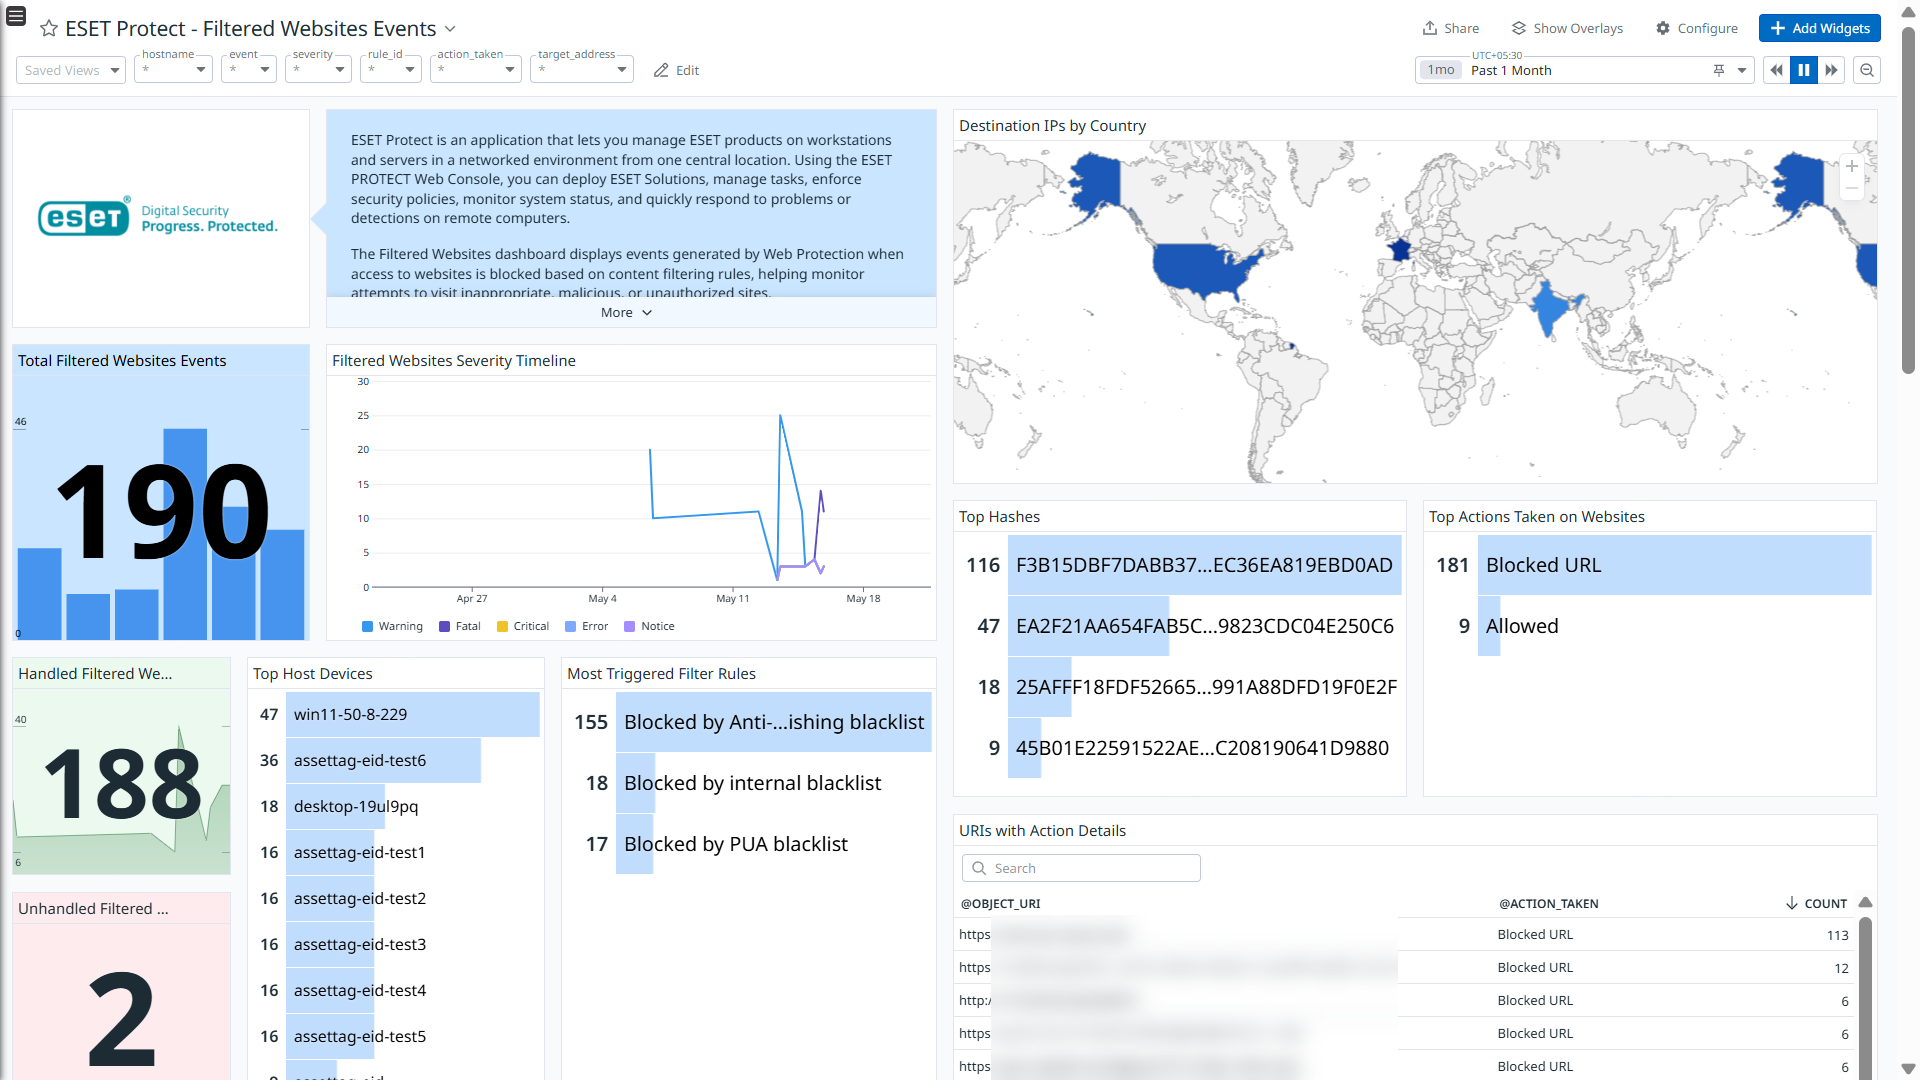 ESET Protect - Filtered Websites Events
Share
Show Overlays
Configure
Add Widgets
Saved Views
hostname
*
event
*
severity
*
rule_id
*
action_taken
*
target_address
*
Edit
UTC+05:30
1mo
Past 1 Month
eset®
Digital Security
Progress. Protected.
ESET Protect is an application that lets you manage ESET products on workstations
and servers in a networked environment from one central location. Using the ESET
PROTECT Web Console, you can deploy ESET Solutions, manage tasks, enforce
security policies, monitor system status, and quickly respond to problems or
detections on remote computers.
The Filtered Websites dashboard displays events generated by Web Protection when
access to websites is blocked based on content filtering rules, helping monitor
attempts to visit inappropriate, malicious, or unauthorized sites.
More
Destination IPs by Country
+
−
Total Filtered Websites Events
46
190
0
Filtered Websites Severity Timeline
30
25
20
15
10
5
0
Apr 27
May 4
May 11
May 18
Warning
Fatal
Critical
Error
Notice
Top Hashes
116 F3B15DBF7DABB37...EC36EA819EBD0AD
47 EA2F21AA654FAB5C...9823CDC04E250C6
18 25AFFF18FDF52665...991A88DFD19F0E2F
9 45B01E22591522AE...C208190641D9880
Top Actions Taken on Websites
181 Blocked URL
9 Allowed
Handled Filtered We...
40
188
6
Unhandled Filtered ...
2
Top Host Devices
47 win11-50-8-229
36 assettag-eid-test6
18 desktop-19ul9pq
16 assettag-eid-test1
16 assettag-eid-test2
16 assettag-eid-test3
16 assettag-eid-test4
16 assettag-eid-test5
Most Triggered Filter Rules
155 Blocked by Anti-...ishing blacklist
18 Blocked by internal blacklist
17 Blocked by PUA blacklist
URIs with Action Details
Search
@OBJECT_URI
@ACTION_TAKEN
COUNT
https
Blocked URL
113
https
Blocked URL
12
http:/
Blocked URL
6
https
Blocked URL
6
https
Blocked URL
6